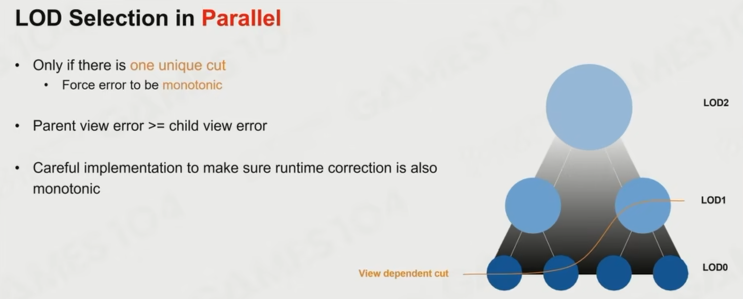 LOD Selection in Parallel
• Only if there is one unique cut
• Force error to be monotonic
• Parent view error >= child view error
• Careful implementation to make sure runtime correction is also
monotonic
LOD2
LOD1
LOD0
View dependent cut
GAMES104